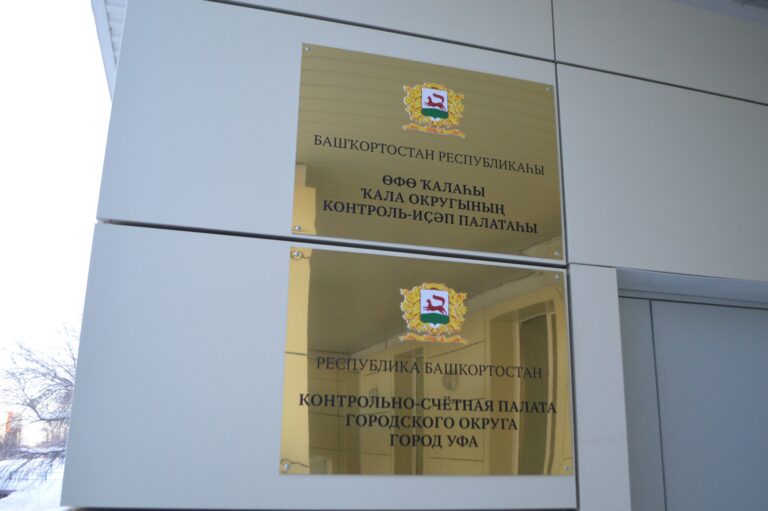 БАШҠОРТОСТАН РЕСПУБЛИКАҺЫ
ӨФӨ ҠАЛАҺЫ
ҠАЛА ОКРУГЫНЫҢ
КОНТРОЛЬ-ИҪӘП ПАЛАТАҺЫ
РЕСПУБЛИКА БАШКОРТОСТАН
КОНТРОЛЬНО-СЧЁТНАЯ ПАЛАТА
ГОРОДСКОГО ОКРУГА
ГОРОД УФА